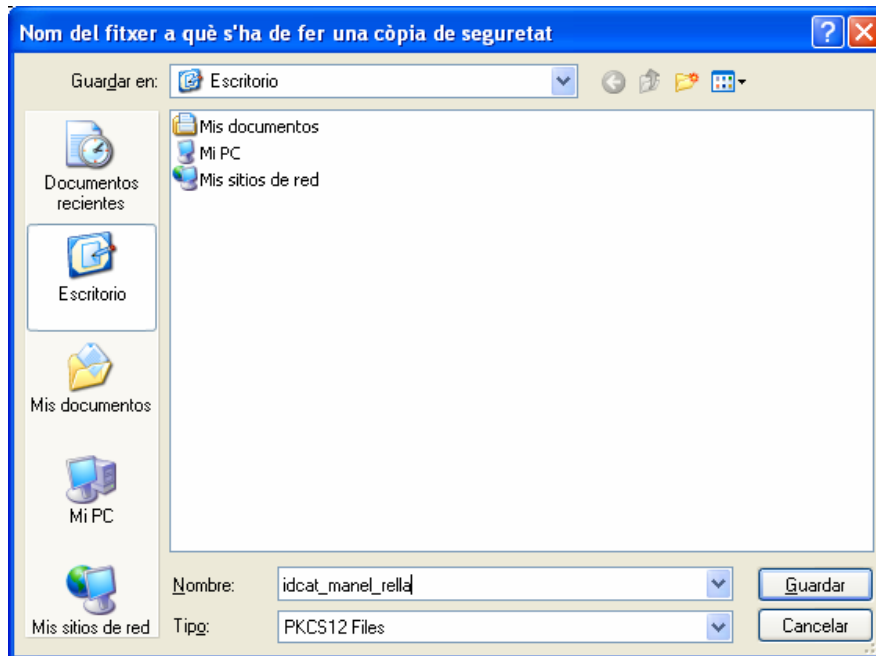 Nom del fitxer a què s'ha de fer una còpia de seguretat
Guardar en:
Escritorio
Documentos
recientes
Escritorio
Mis documentos
Mi PC
Mis sitios de red
Mis documentos
Mi PC
Mis sitios de red
Nombre:
idcat_manel_rella
Guardar
Tipo:
PKCS12 Files
Cancelar